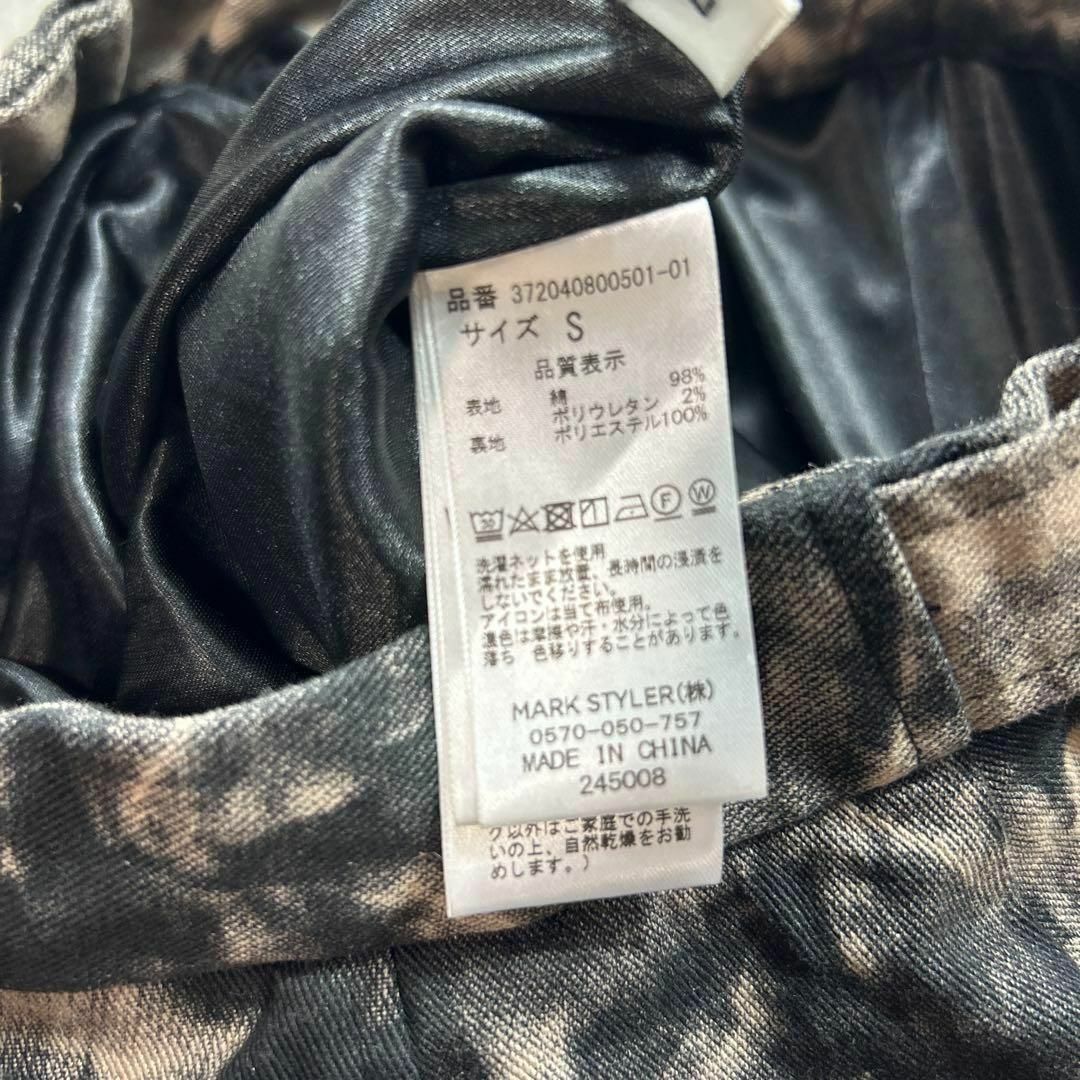 品番 372040800501-01
サイズ S
品質表示
表地 綿 98%
ポリウレタン 2%
裏地 ポリエステル100%
30 F W
洗濯ネットを使用
濡れたまま放置、長時間の浸漬を
しないでください。
アイコンは当て布使用。
濃色は摩擦や汗・水分によって色
落ち 色移りすることがあります。
MARK STYLER(株)
0570-050-757
MADE IN CHINA
245008
グ以外はご家庭での手洗
いの上、自然乾燥をお勧
めします。)